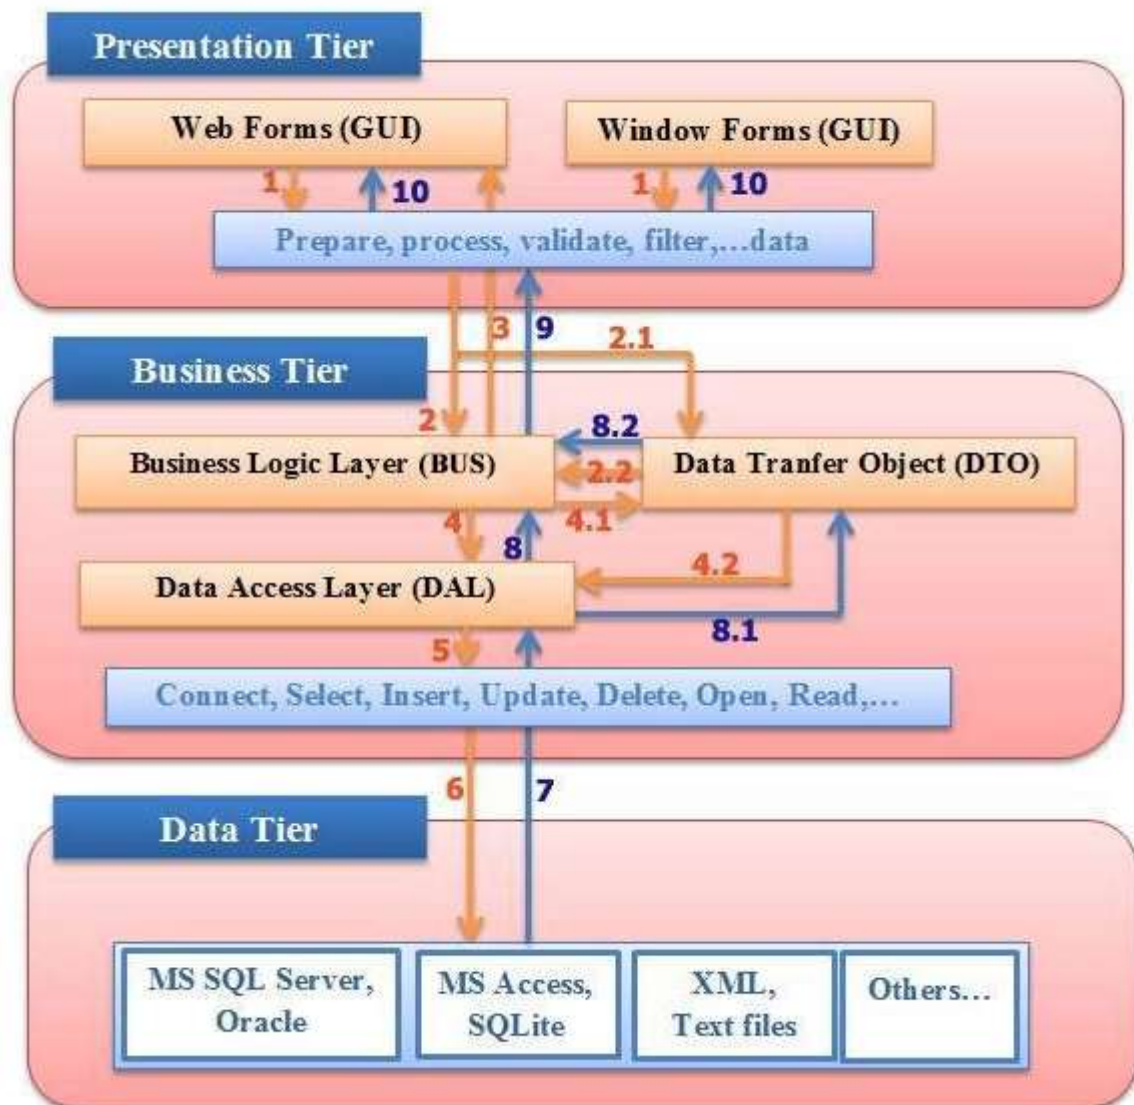 Presentation Tier
Web Forms (GUI)
Window Forms (GUI)
1
10
1
10
Prepare, process, validate, filter,...data
3
9
2.1
Business Tier
2
8.2
Business Logic Layer (BUS)
2.2
Data Tranfer Object (DTO)
4
8
4.1
4.2
Data Access Layer (DAL)
8.1
5
Connect, Select, Insert, Update, Delete, Open, Read,...
6
7
Data Tier
MS SQL Server,
Oracle
MS Access,
SQLite
XML,
Text files
Others...